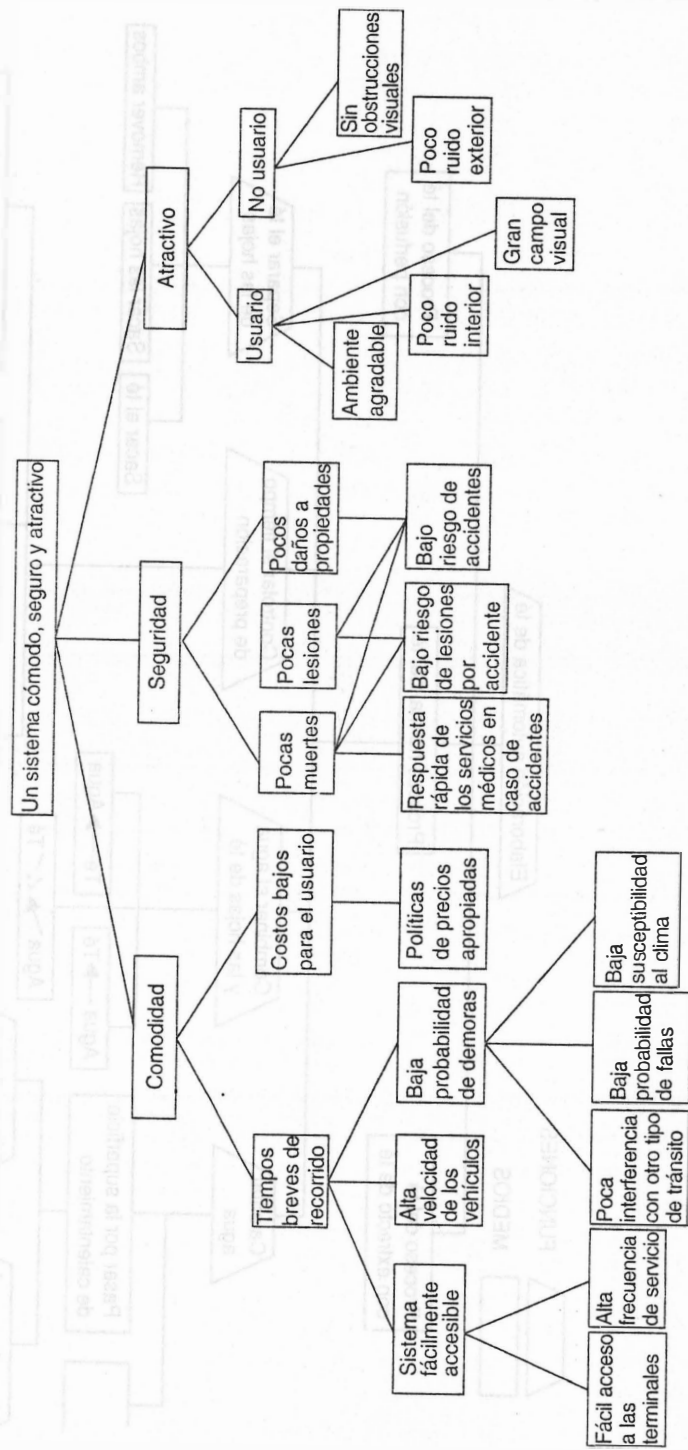 Un sistema cómodo, seguro y atractivo
Comodidad
Seguridad
Atractivo
Tiempos
breves de
recorrido
Costos bajos
para el usuario
Pocas
muertes
Pocas
lesiones
Pocos
daños a
propiedades
Usuario
No usuario
Sistema
fácilmente
accesible
Alta
velocidad
de los
vehículos
Baja
probabilidad
de demoras
Políticas
de precios
apropiadas
Respuesta
rápida de
los servicios
médicos en
caso de
accidentes
Bajo riesgo
de lesiones
por
accidente
Bajo
riesgo de
accidentes
Ambiente
agradable
Poco
ruido
interior
Gran
campo
visual
Poco
ruido
exterior
Sin
obstrucciones
visuales
Fácil acceso
a las
terminales
Alta
frecuencia
de servicio
Poca
interferencia
con otro tipo
de tránsito
Baja
probabilidad
de fallas
Baja
susceptibilidad
al clima